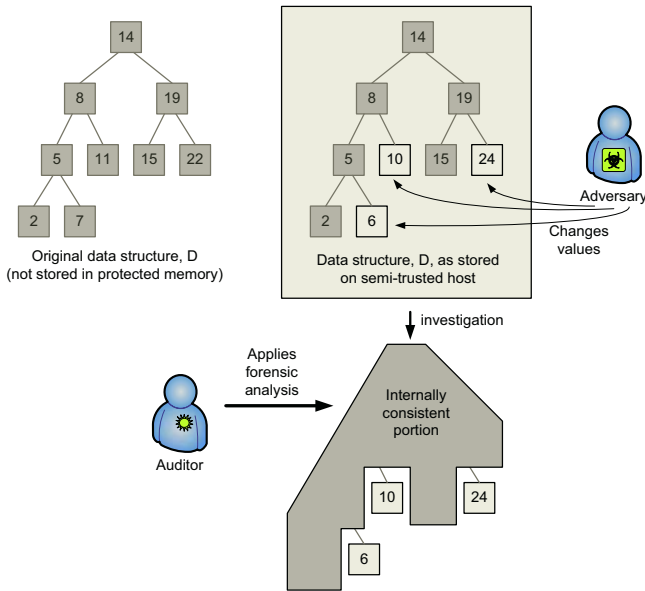 14
8 19
5 11 15 22
2 7
Original data structure, D
(not stored in protected memory)
14
8 19
5 10 15 24
2 6
Data structure, D, as stored
on semi-trusted host
Adversary
Changes
values
investigation
Applies
forensic
analysis
Auditor
Internally
consistent
portion
10 24
6